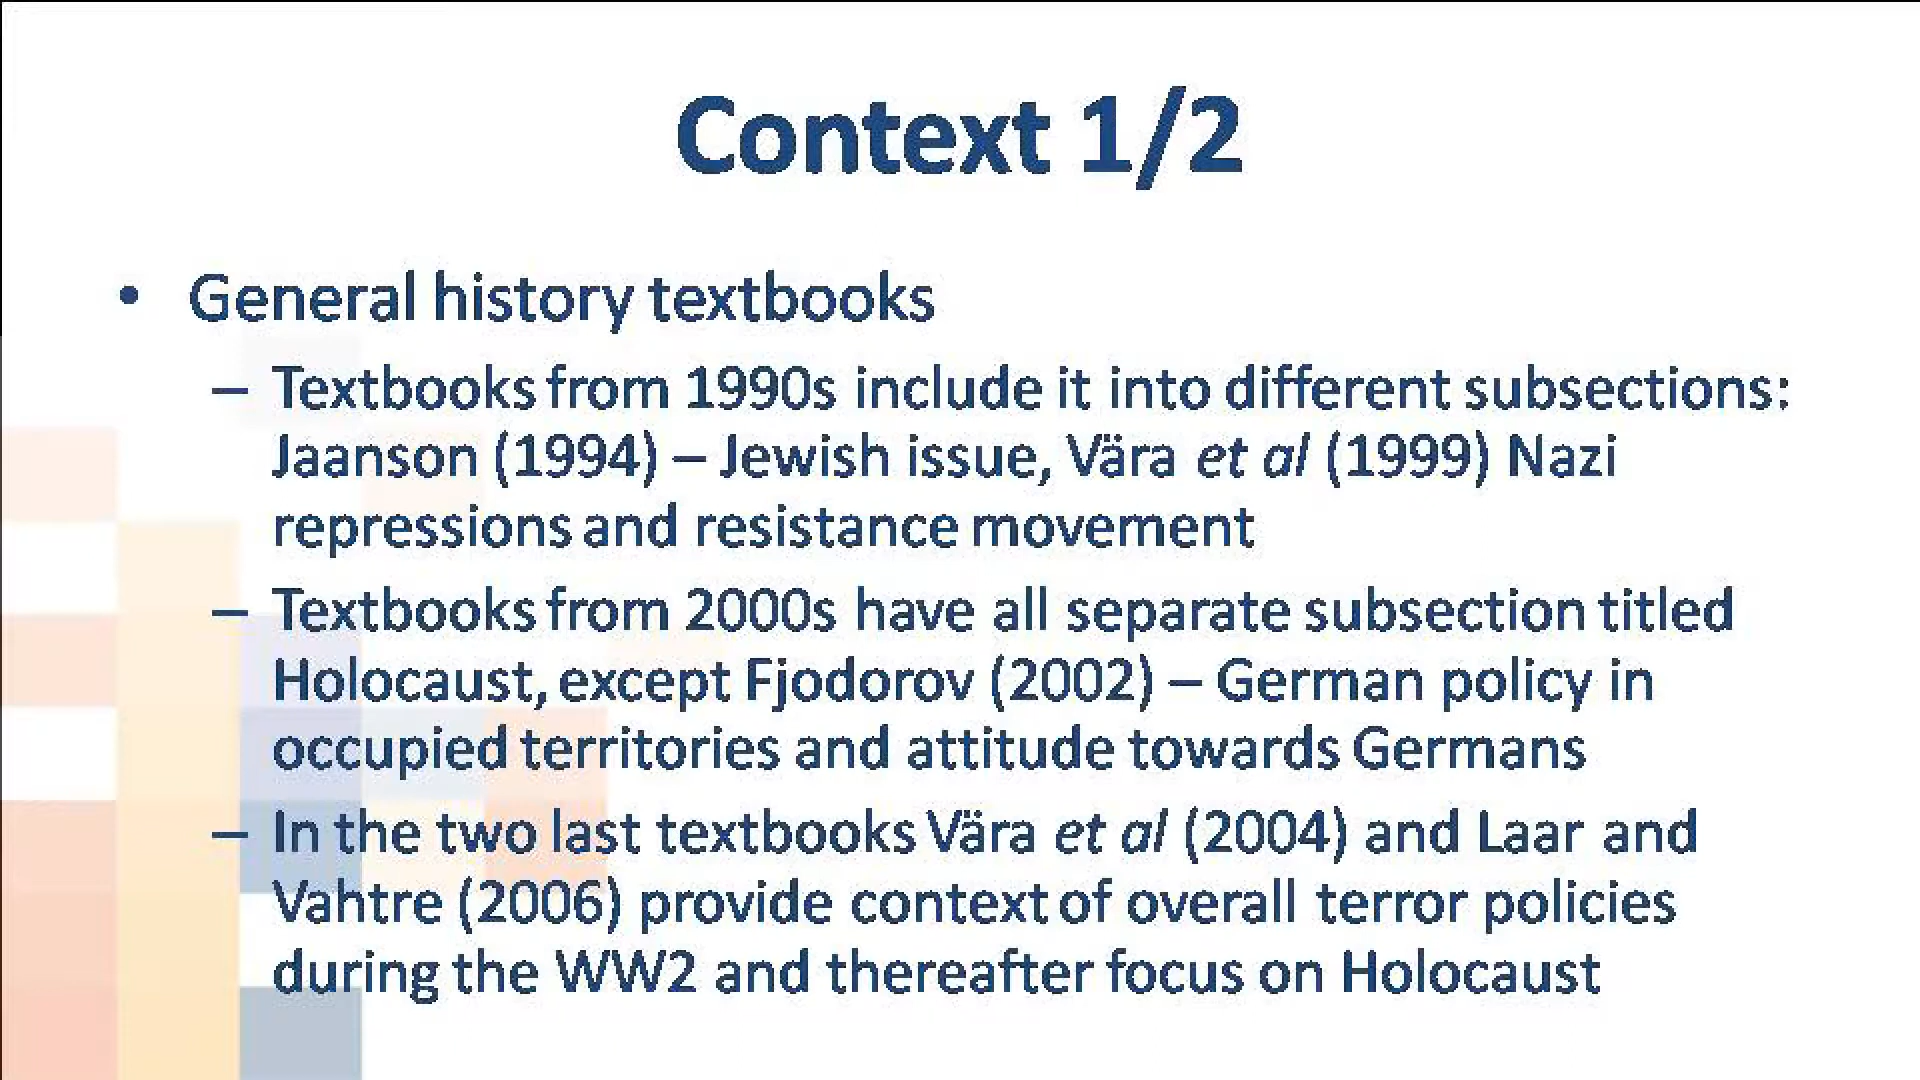 Context 1/2
• General history textbooks
– Textbooks from 1990s include it into different subsections:
Jaanson (1994) – Jewish issue, Vära et al (1999) Nazi
repressions and resistance movement
– Textbooks from 2000s have all separate subsection titled
Holocaust, except Fjodorov (2002) – German policy in
occupied territories and attitude towards Germans
– In the two last textbooks Vära et al (2004) and Laar and
Vahtre (2006) provide context of overall terror policies
during the WW2 and thereafter focus on Holocaust